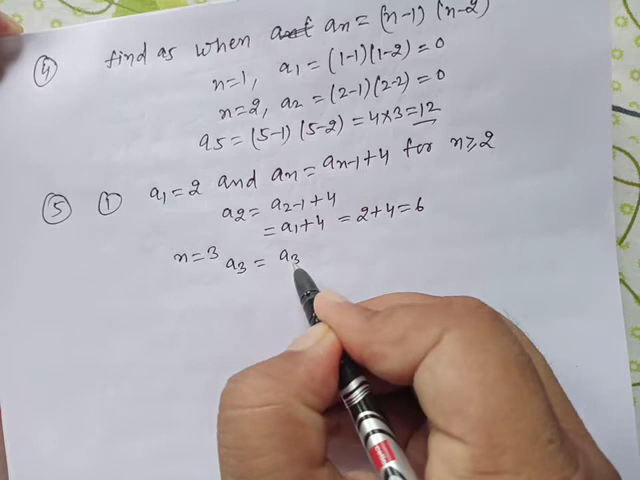 ④ find a5 when an = (n-1) (n-2)
n=1, a1 = (1-1)(1-2) = 0
n=2, a2 = (2-1)(2-2) = 0
a5 = (5-1) (5-2) = 4×3 = 12
⑤ ① a1 = 2 and an = an-1+4 for n≥2
a2 = a2-1+4
= a1+4 = 2+4 = 6
n=3 a3 = a3